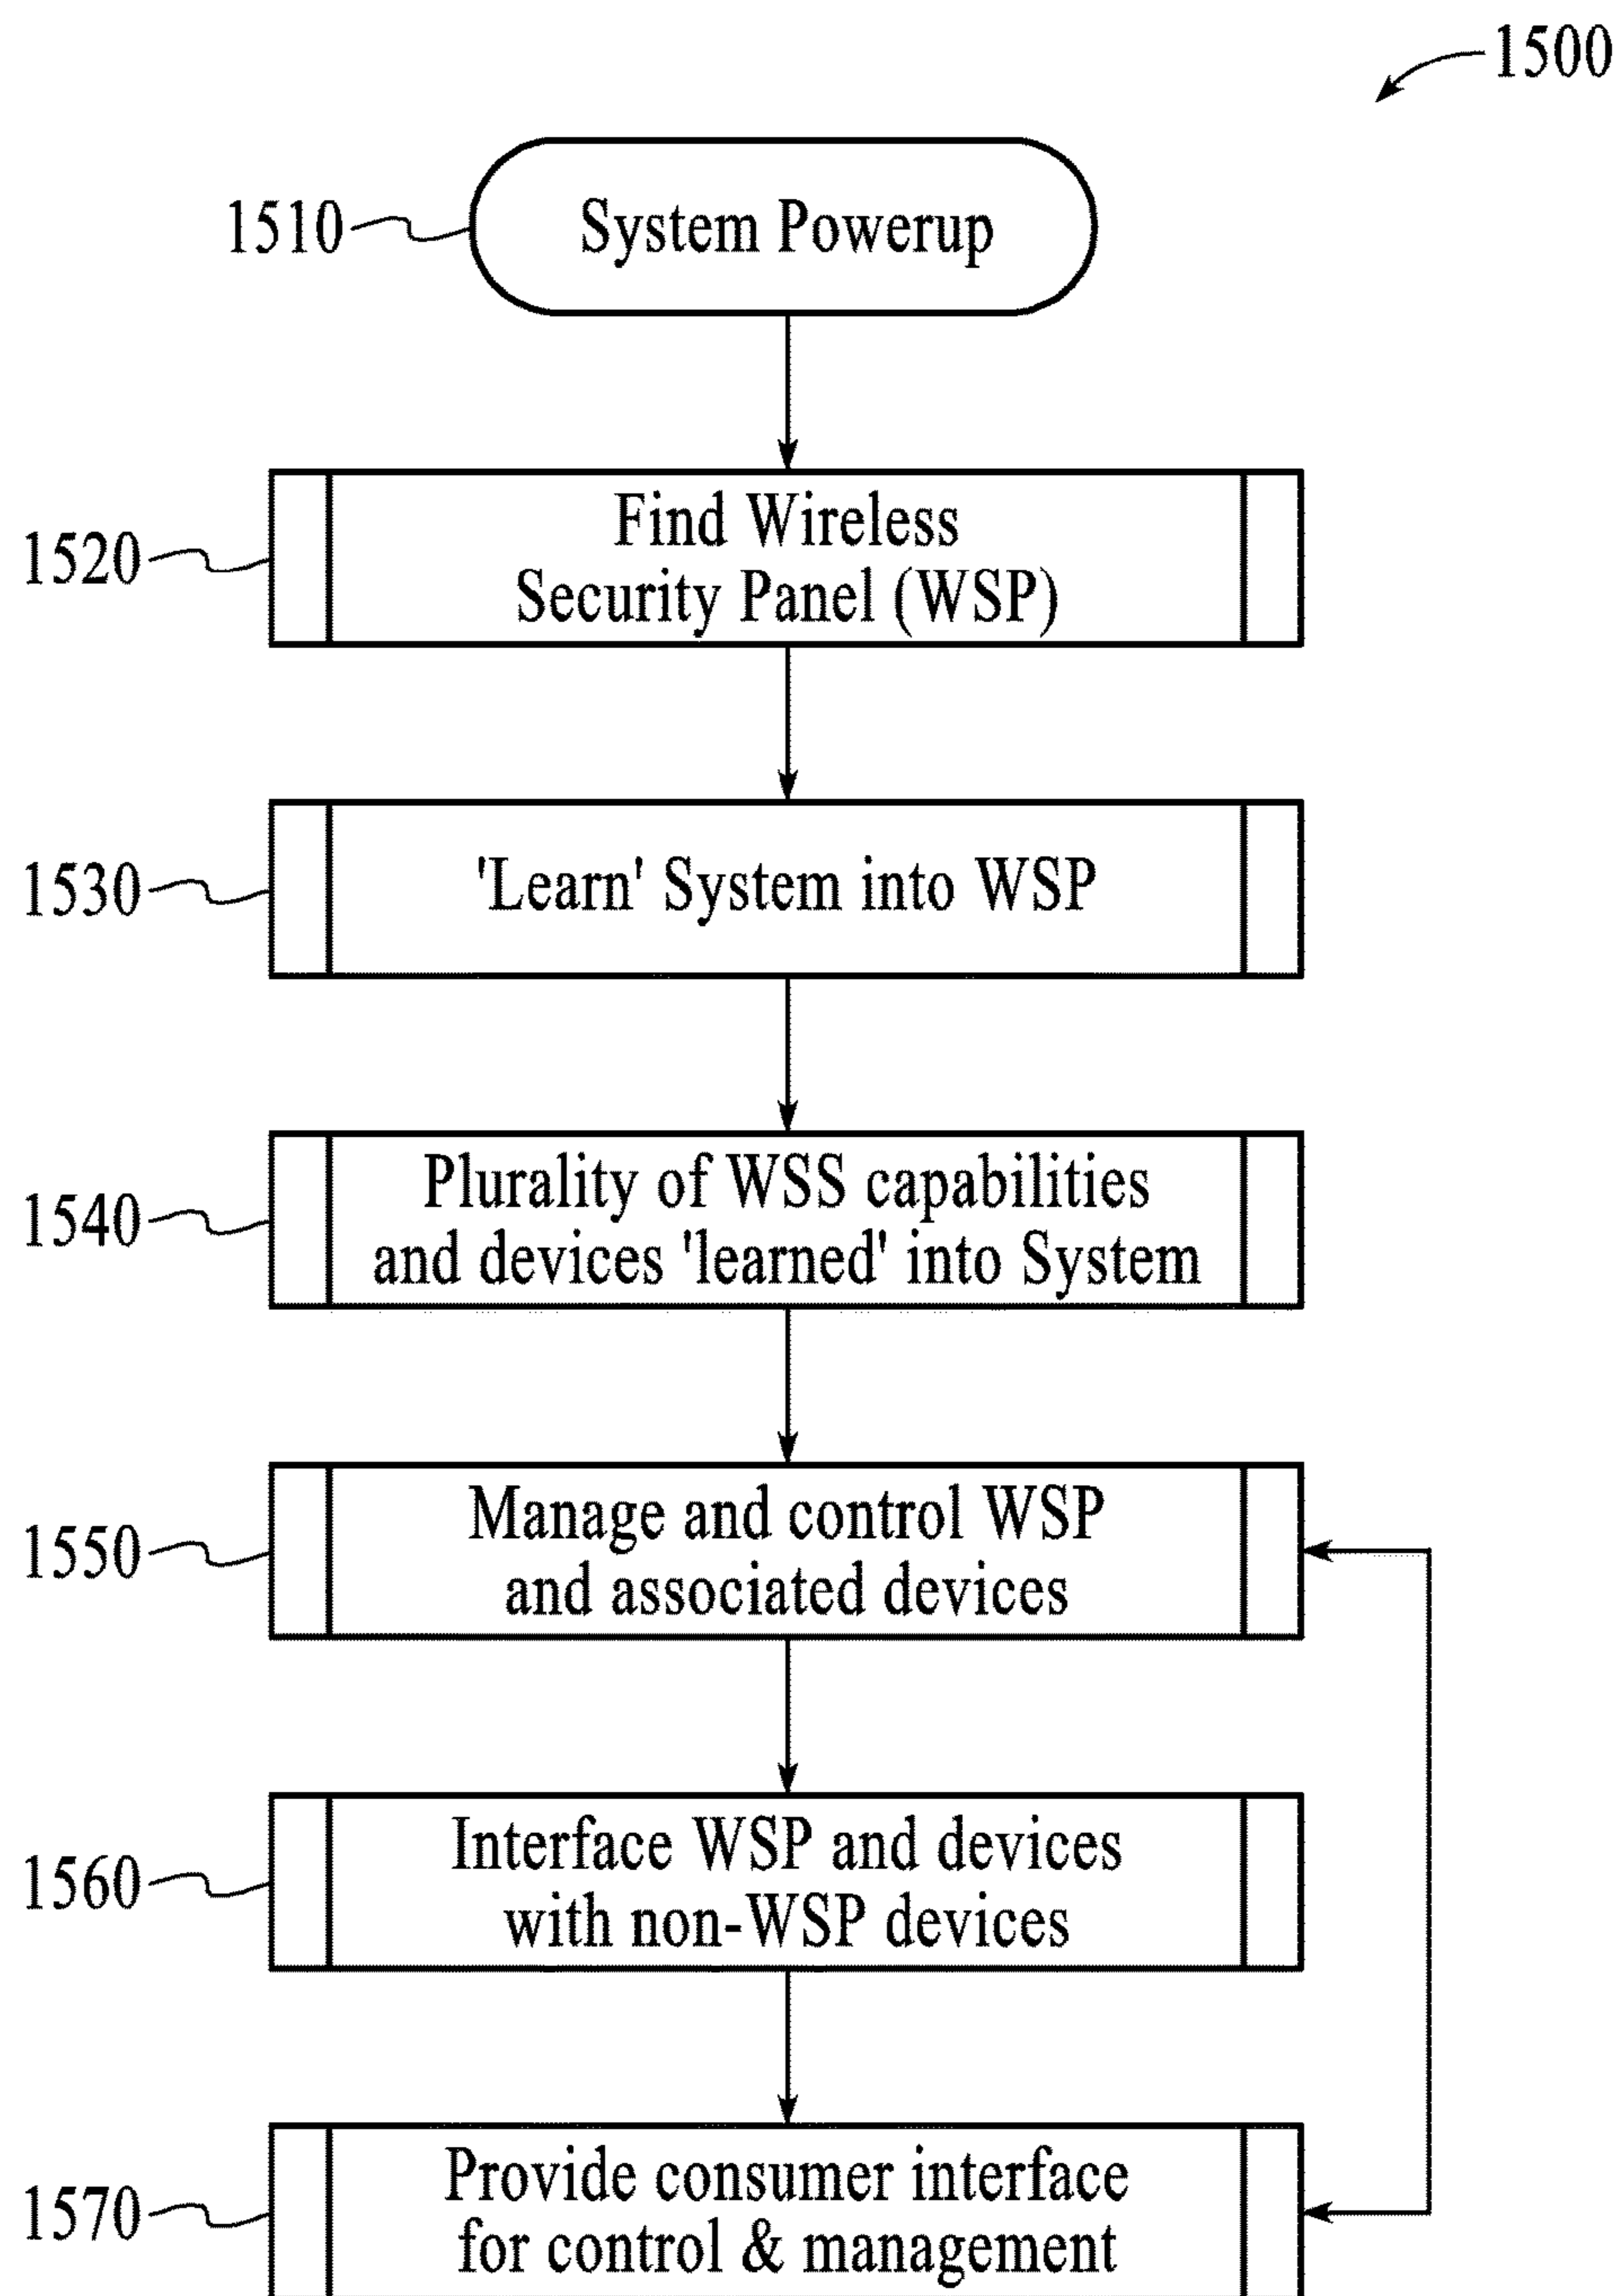 1500
1510
System Powerup
1520
Find Wireless
Security Panel (WSP)
1530
'Learn' System into WSP
1540
Plurality of WSS capabilities
and devices 'learned' into System
1550
Manage and control WSP
and associated devices
1560
Interface WSP and devices
with non-WSP devices
1570
Provide consumer interface
for control & management